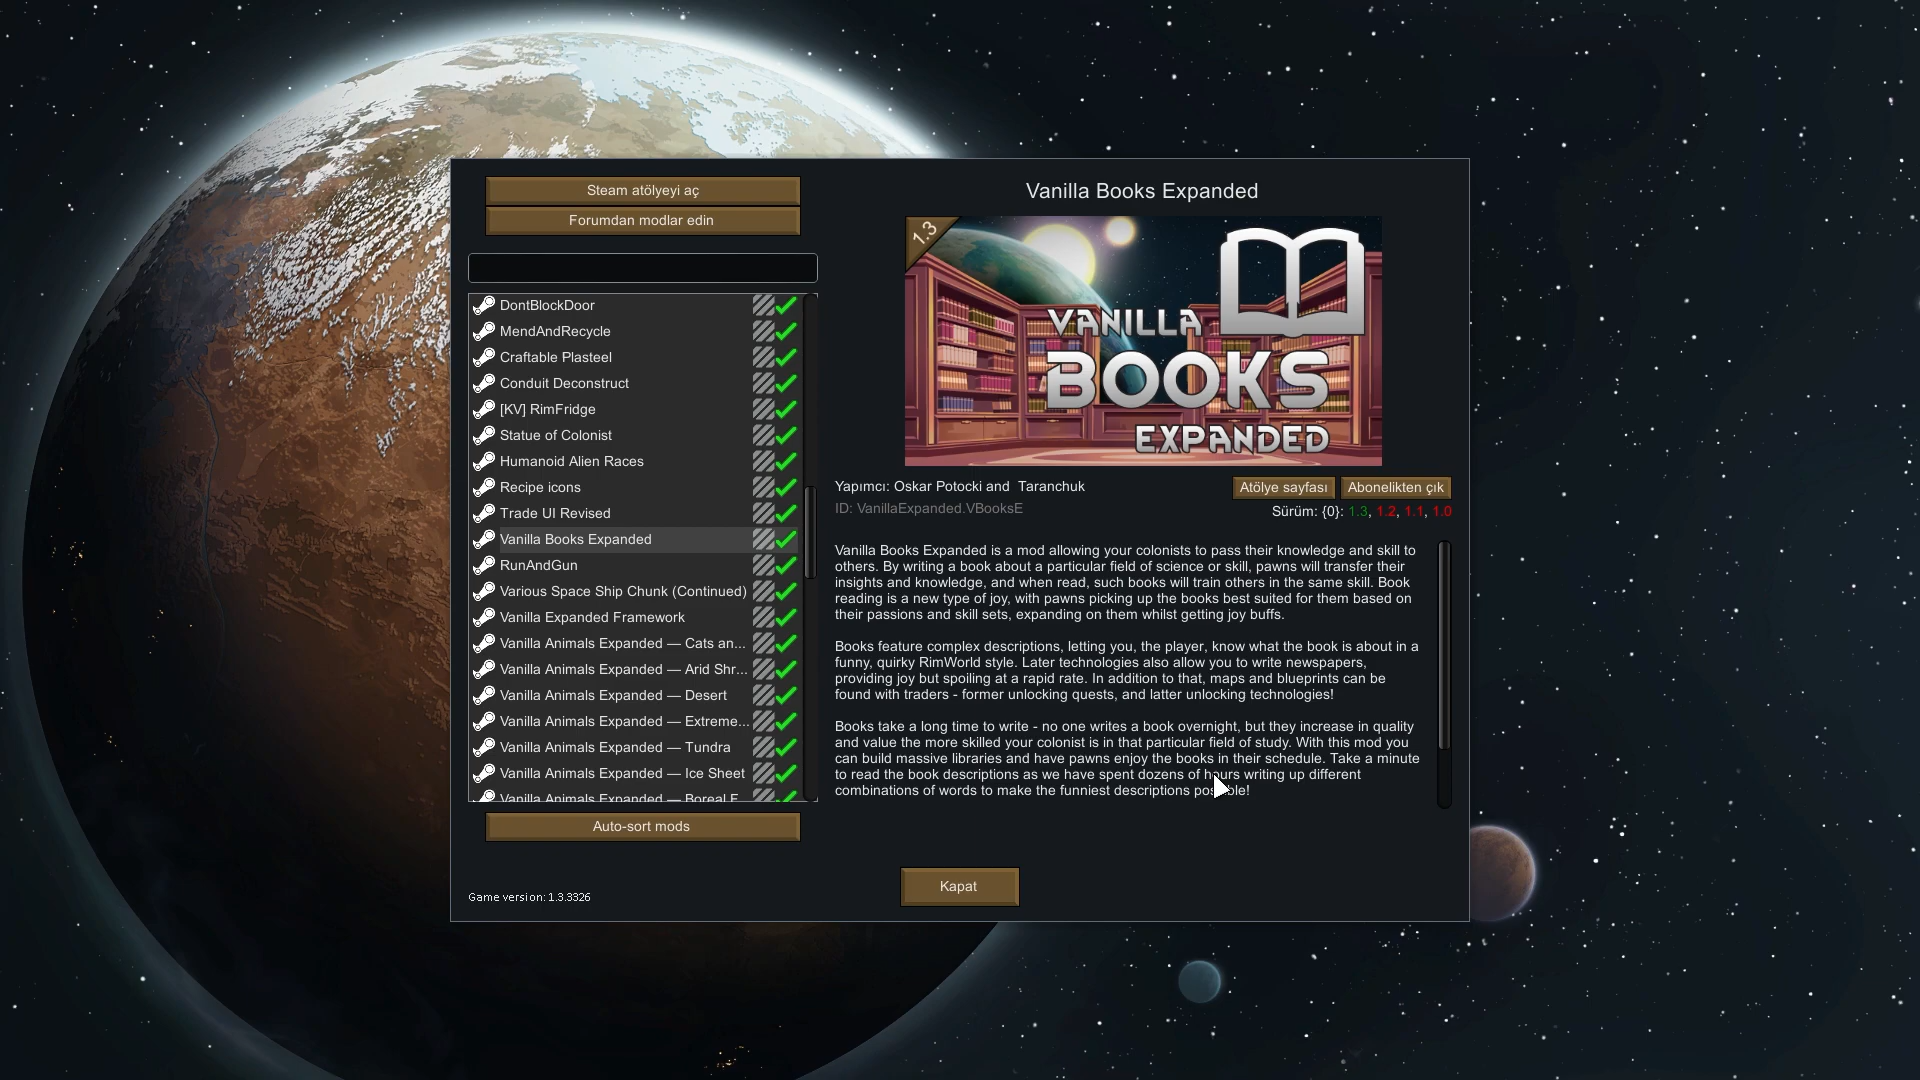 Steam atölyeyi aç
Forumdan modlar edin
DontBlockDoor
MendAndRecycle
Craftable Plasteel
Conduit Deconstruct
[KV] RimFridge
Statue of Colonist
Humanoid Alien Races
Recipe icons
Trade UI Revised
Vanilla Books Expanded
RunAndGun
Various Space Ship Chunk (Continued)
Vanilla Expanded Framework
Vanilla Animals Expanded — Cats an...
Vanilla Animals Expanded — Arid Shr...
Vanilla Animals Expanded — Desert
Vanilla Animals Expanded — Extreme...
Vanilla Animals Expanded — Tundra
Vanilla Animals Expanded — Ice Sheet
Vanilla Animals Expanded — Boreal F
Auto-sort mods
Game version: 1.3.3326
Vanilla Books Expanded
1.3
VANILLA
BOOKS
EXPANDED
Yapımcı: Oskar Potocki and Taranchuk
Atölye sayfası
Abonelikten çık
ID: VanillaExpanded.VBooksE
Sürüm: {0}: 1.3, 1.2, 1.1, 1.0
Vanilla Books Expanded is a mod allowing your colonists to pass their knowledge and skill to
others. By writing a book about a particular field of science or skill, pawns will transfer their
insights and knowledge, and when read, such books will train others in the same skill. Book
reading is a new type of joy, with pawns picking up the books best suited for them based on
their passions and skill sets, expanding on them whilst getting joy buffs.
Books feature complex descriptions, letting you, the player, know what the book is about in a
funny, quirky RimWorld style. Later technologies also allow you to write newspapers,
providing joy but spoiling at a rapid rate. In addition to that, maps and blueprints can be
found with traders - former unlocking quests, and latter unlocking technologies!
Books take a long time to write - no one writes a book overnight, but they increase in quality
and value the more skilled your colonist is in that particular field of study. With this mod you
can build massive libraries and have pawns enjoy the books in their schedule. Take a minute
to read the book descriptions as we have spent dozens of hours writing up different
combinations of words to make the funniest descriptions possible!
Kapat